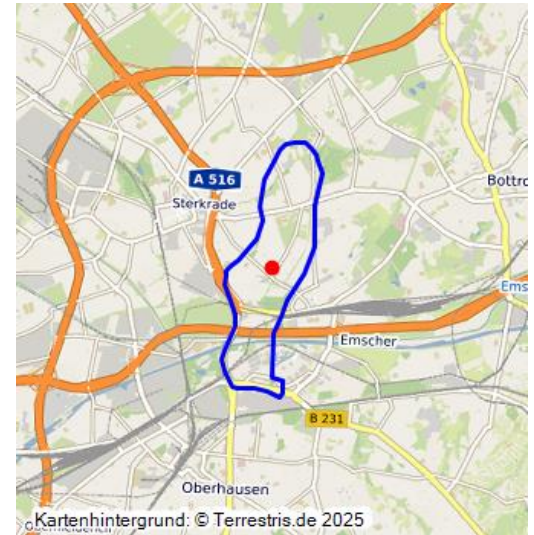 A 516
Sterkrade
Bottro
Ems
Emscher
B 231
Oberhausen
Kartenhintergrund: © Terrestris.de 2025